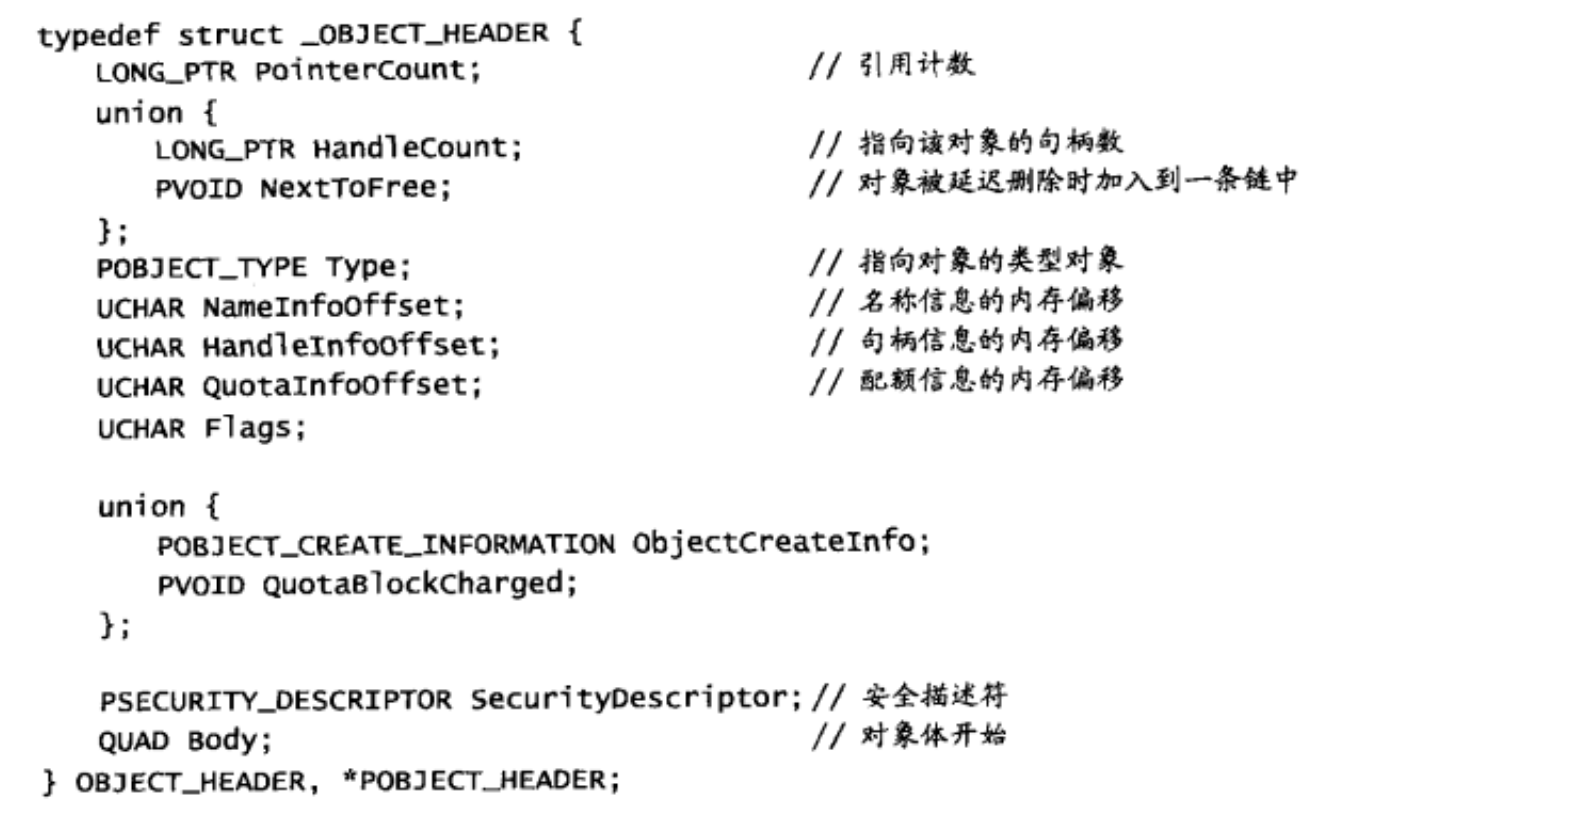 typedef struct _OBJECT_HEADER {
LONG_PTR PointerCount; // 引用计数
union {
LONG_PTR HandleCount; // 指向该对象的句柄数
PVOID NextToFree; // 对象被延迟删除时加入到一条链中
};
POBJECT_TYPE Type; // 指向对象的类型对象
UCHAR NameInfoOffset; // 名称信息的内存偏移
UCHAR HandleInfoOffset; // 句柄信息的内存偏移
UCHAR QuotaInfoOffset; // 配额信息的内存偏移
UCHAR Flags;
union {
POBJECT_CREATE_INFORMATION ObjectCreateInfo;
PVOID QuotaBlockCharged;
};
PSECURITY_DESCRIPTOR SecurityDescriptor; // 安全描述符
QUAD Body; // 对象体开始
} OBJECT_HEADER, *POBJECT_HEADER;